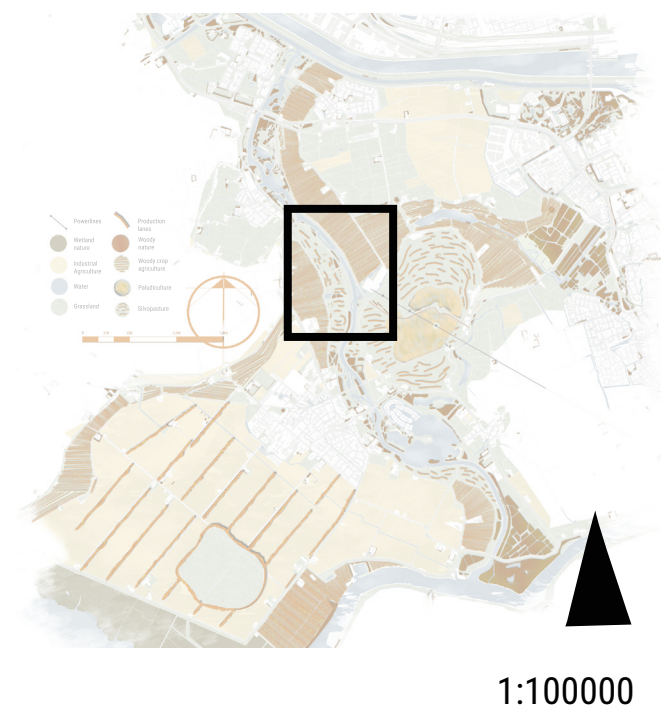 Powerlines
Production
lanes
Wetland
nature
Woody
nature
Industrial
Agriculture
Woody crop
agriculture
Water
Paludiculture
Grassland
Silvopasture
1:100000